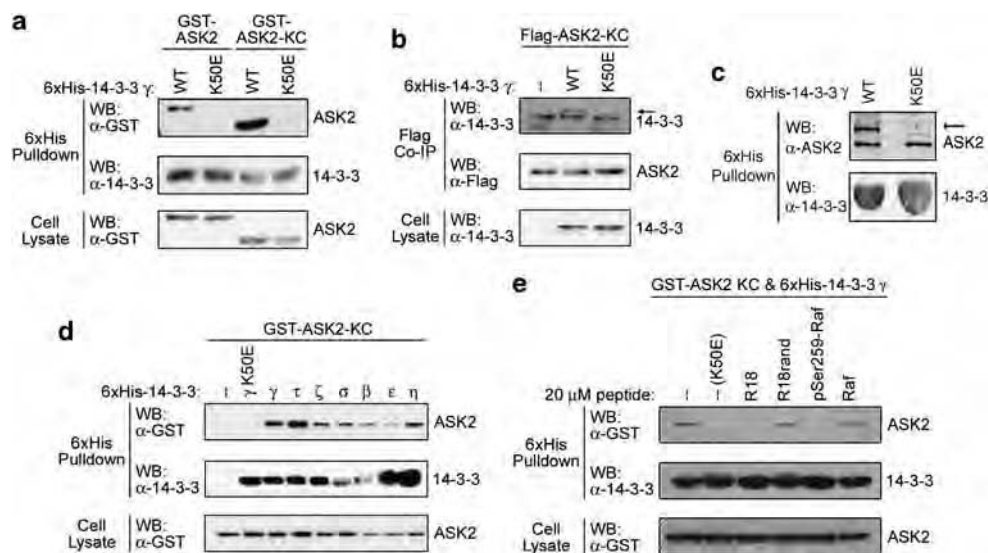 a
GST-
ASK2
GST-
ASK2-KC
6xHis-14-3-3 γ:
WT
K50E
WT
K50E
6xHis
Pulldown
WB:
α-GST
ASK2
WB:
α-14-3-3
14-3-3
Cell
Lysate
WB:
α-GST
ASK2
b
Flag-ASK2-KC
6xHis-14-3-3 γ:
-
WT
K50E
Flag
Co-IP
WB:
α-14-3-3
14-3-3
WB:
α-Flag
ASK2
Cell
Lysate
WB:
α-14-3-3
14-3-3
c
6xHis-14-3-3 γ
WT
K50E
6xHis
Pulldown
WB:
α-ASK2
ASK2
WB:
α-14-3-3
14-3-3
d
GST-ASK2-KC
6xHis-14-3-3:
-
γ K50E
γ
τ
ζ
σ
β
ε
η
6xHis
Pulldown
WB:
α-GST
ASK2
WB:
α-14-3-3
14-3-3
Cell
Lysate
WB:
α-GST
ASK2
e
GST-ASK2 KC & 6xHis-14-3-3 γ
20 µM peptide:
-
- (K50E)
R18
R18rand
pSer259-Raf
Raf
6xHis
Pulldown
WB:
α-GST
ASK2
WB:
α-14-3-3
14-3-3
Cell
Lysate
WB:
α-GST
ASK2